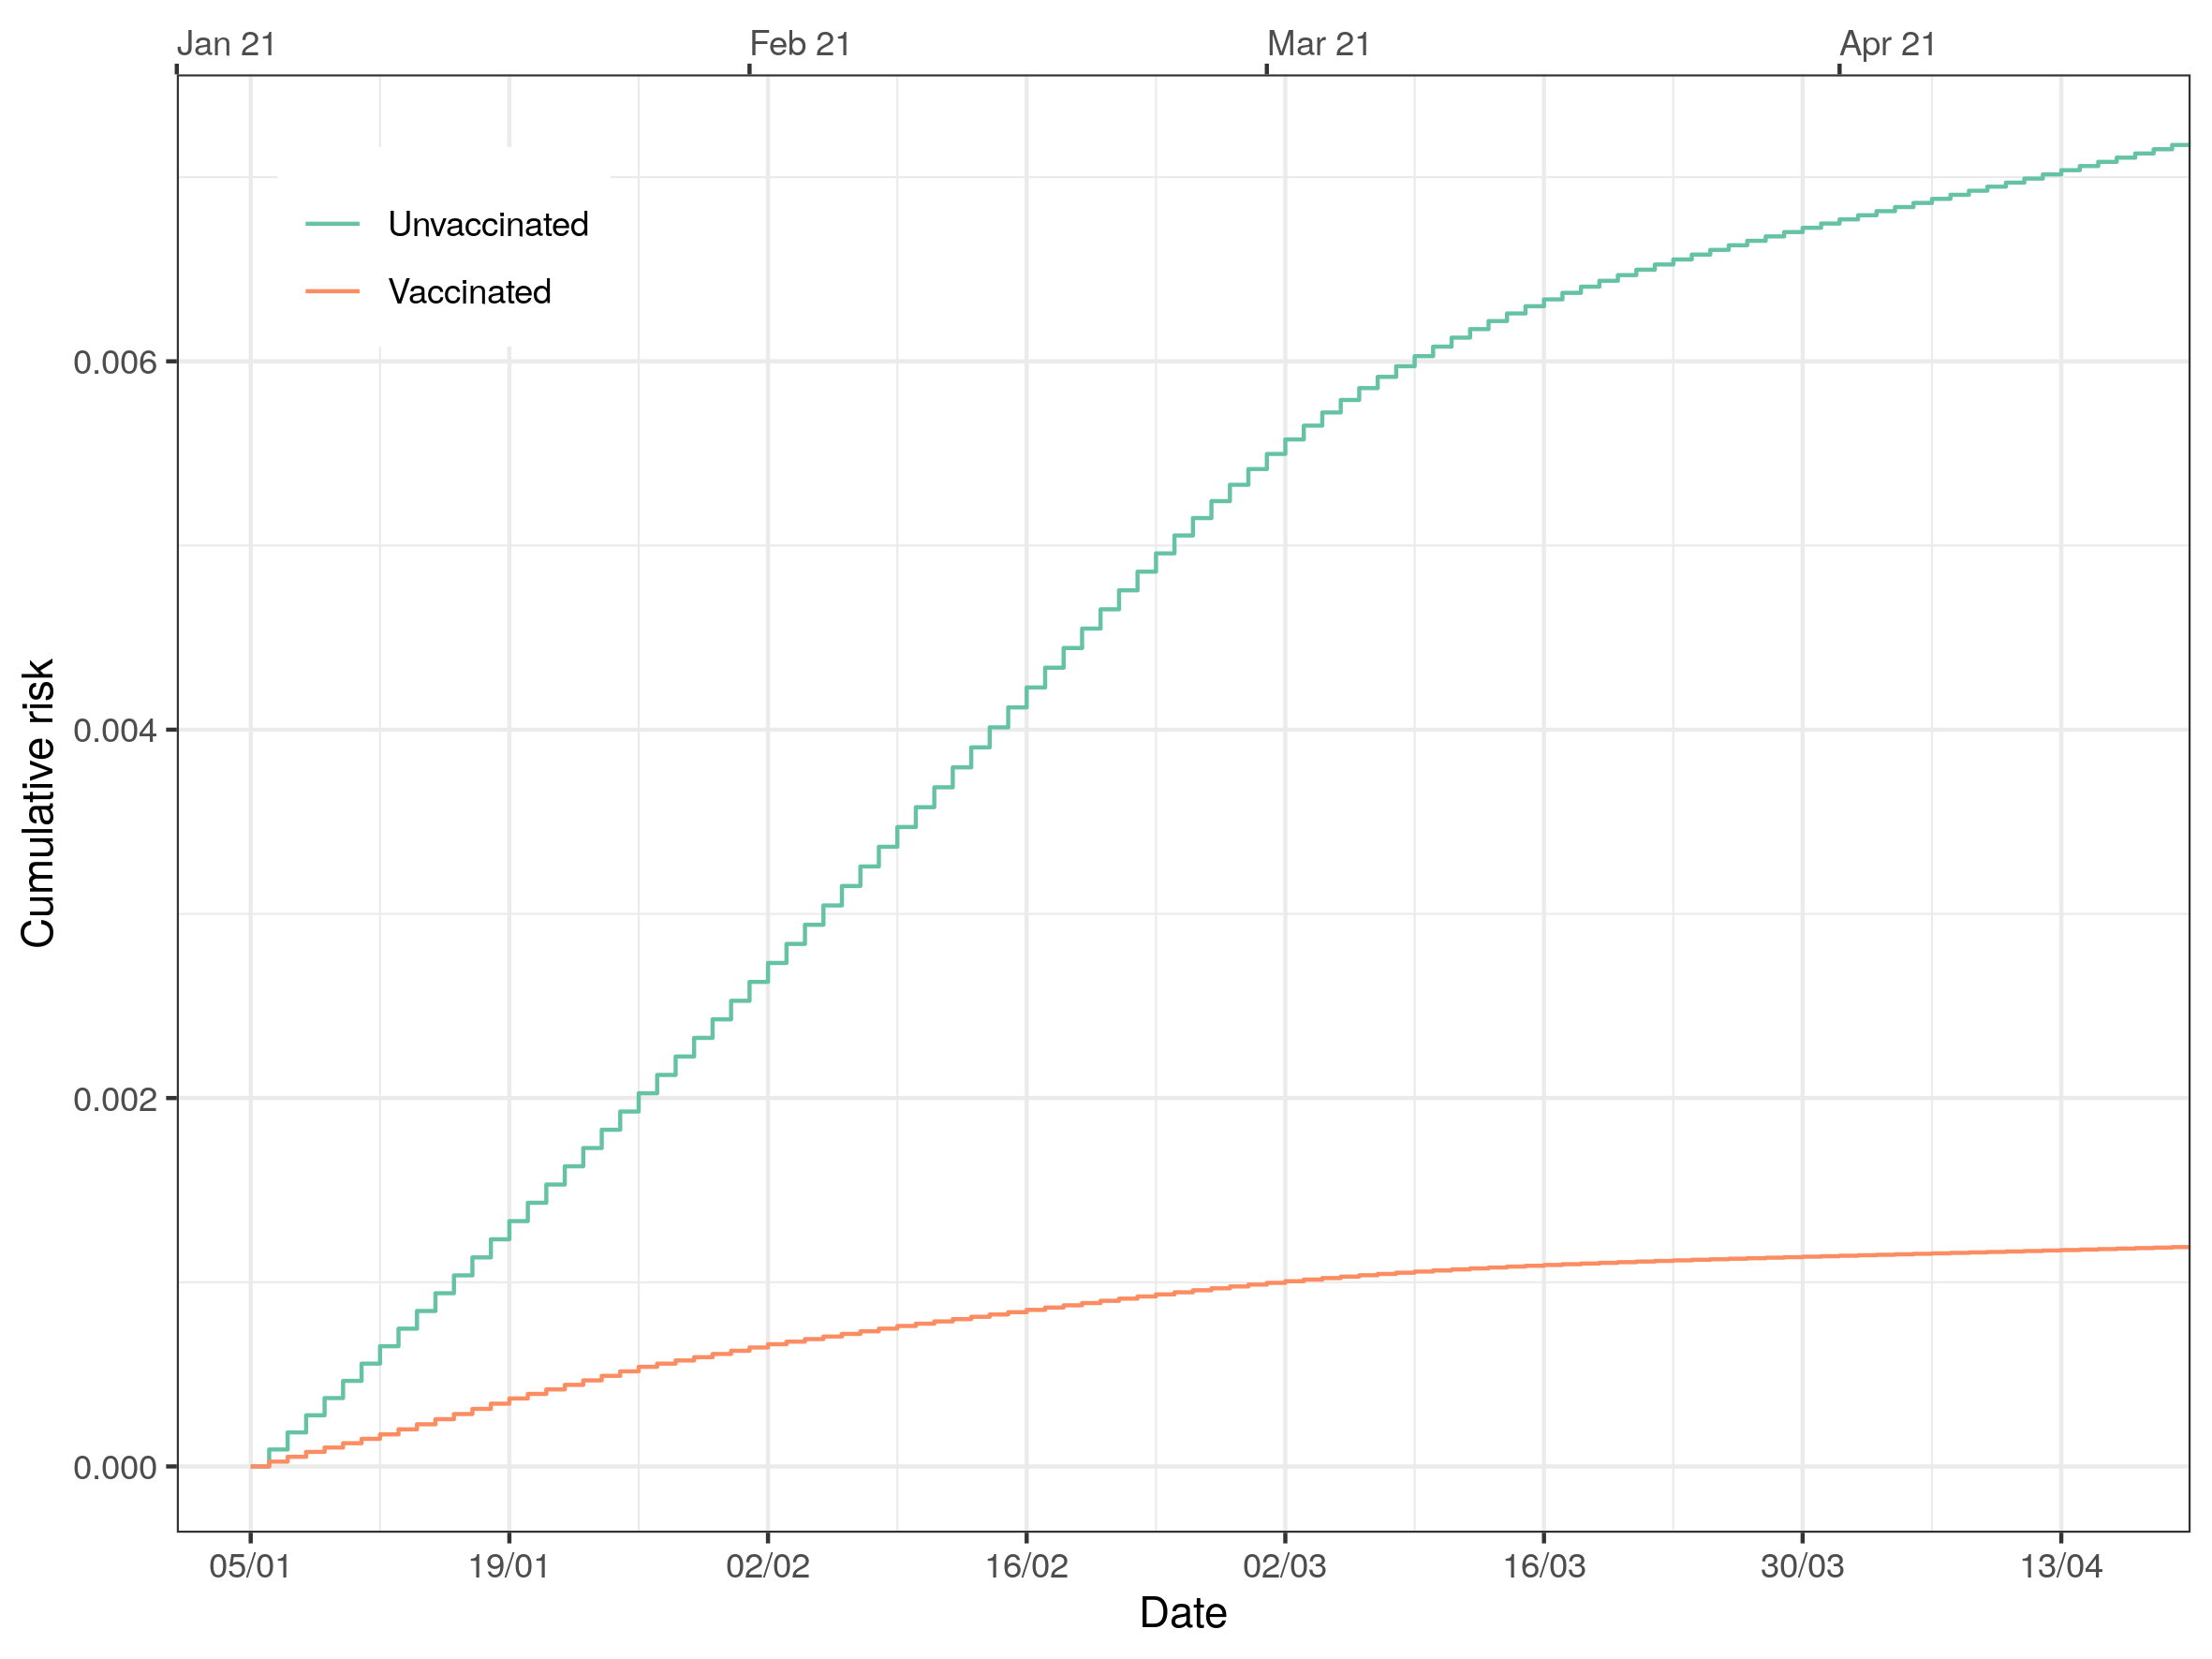 Jan 21 Feb 21 Mar 21 Apr 21
Unvaccinated
Vaccinated
0.006
0.004
0.002
0.000
Cumulative risk
05/01 19/01 02/02 16/02 02/03 16/03 30/03 13/04
Date